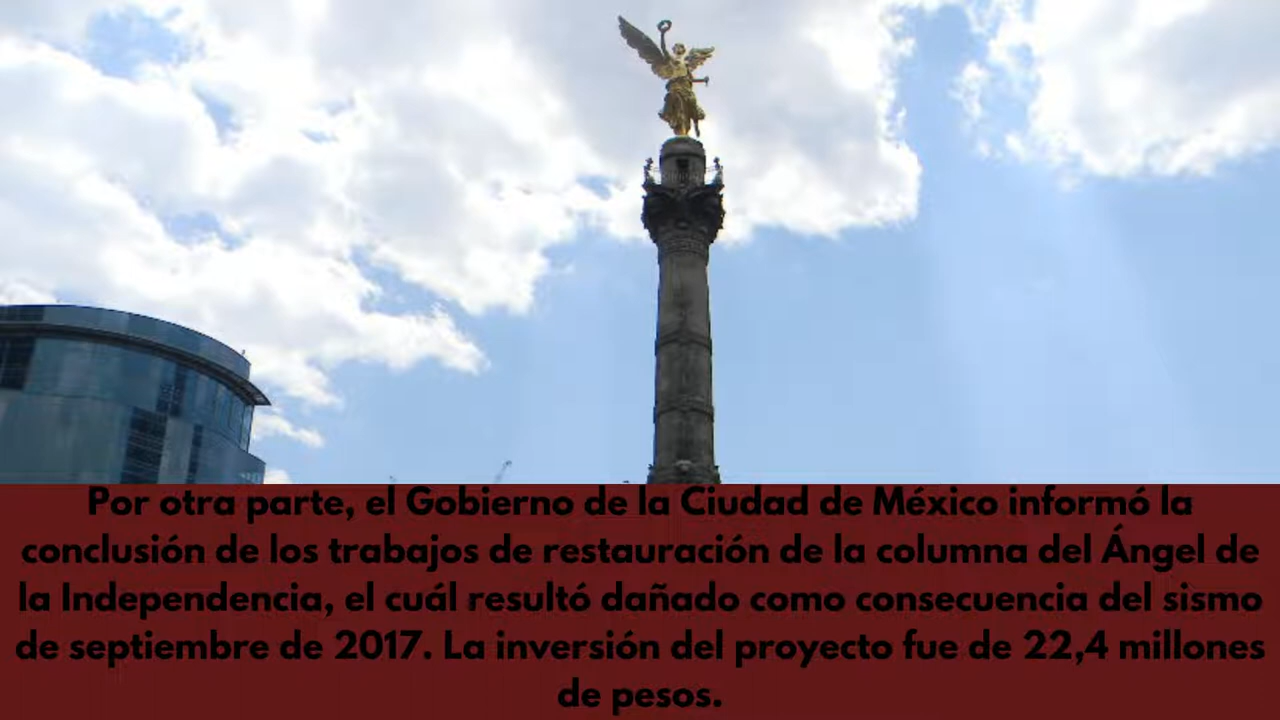 Por otra parte, el Gobierno de la Ciudad de México informó la
conclusión de los trabajos de restauración de la columna del Ángel de
la Independencia, el cuál resultó dañado como consecuencia del sismo
de septiembre de 2017. La inversión del proyecto fue de 22,4 millones
de pesos.